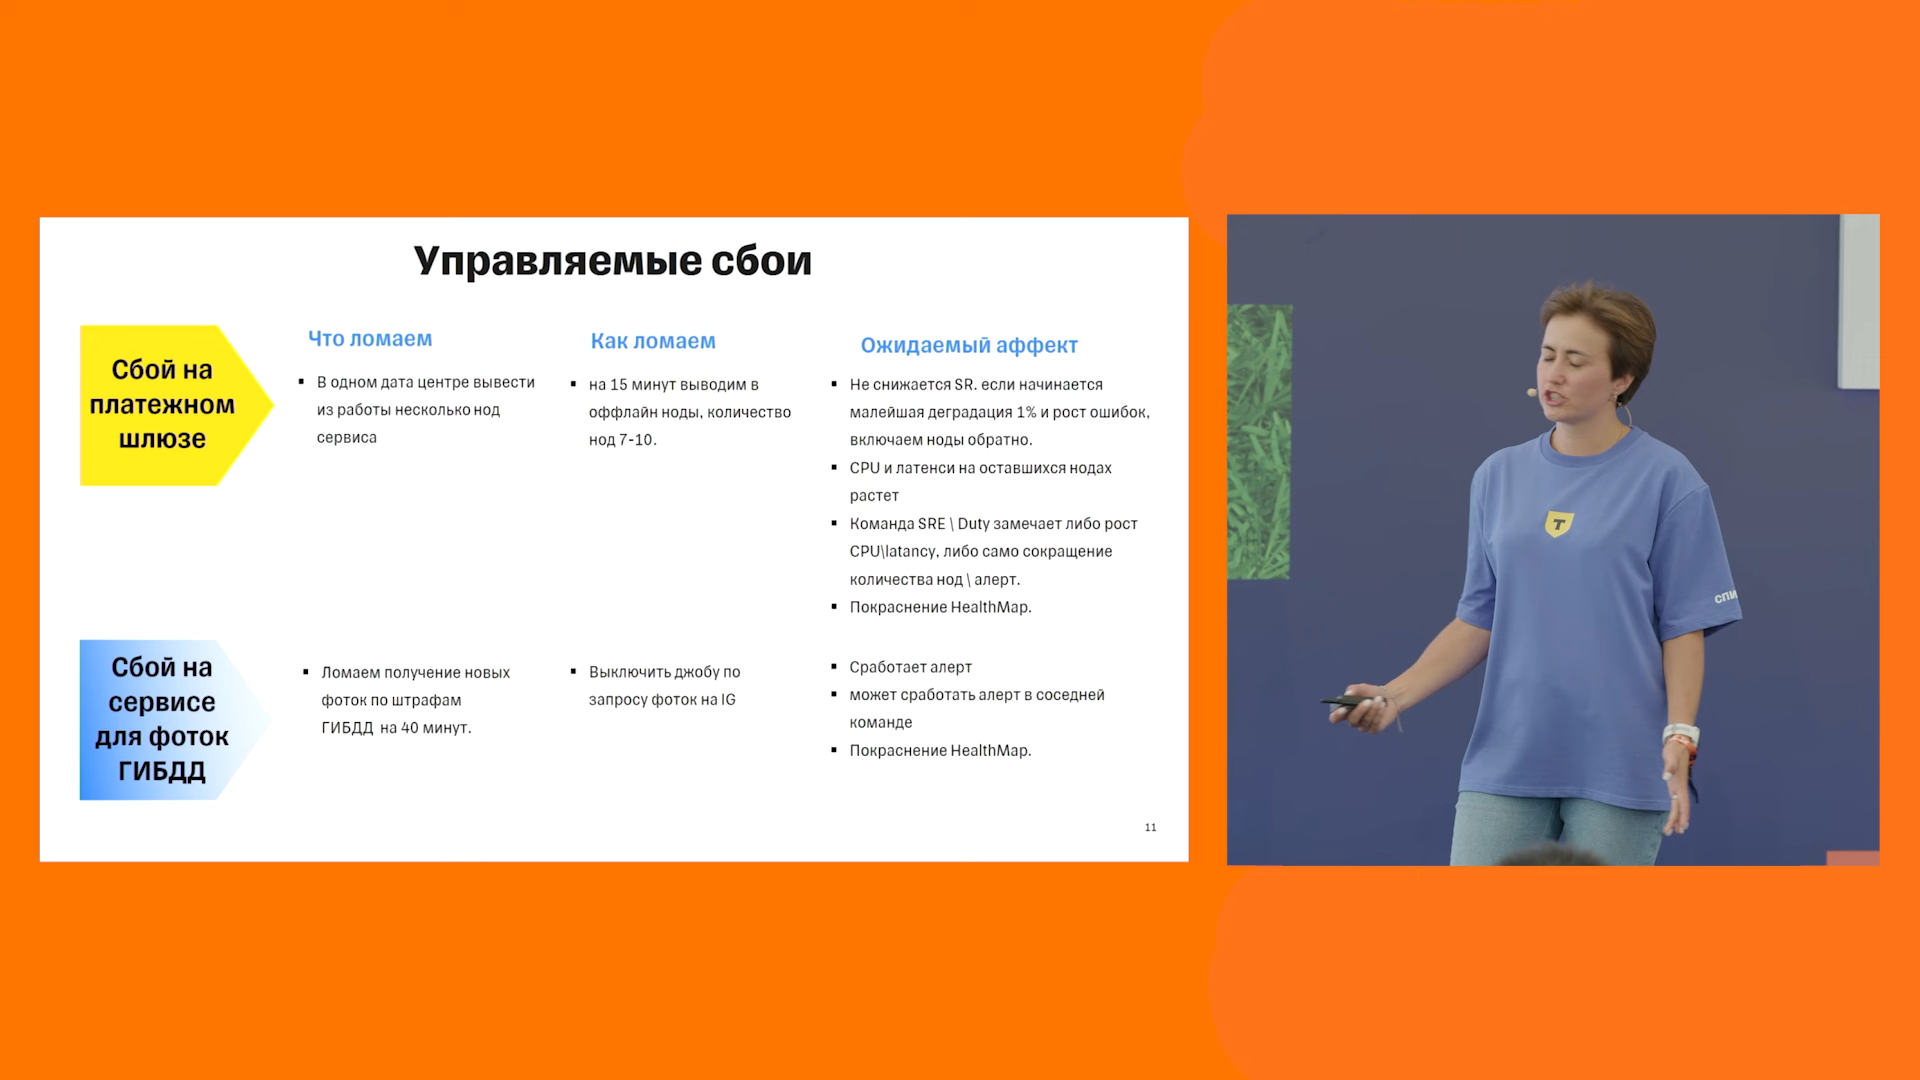 Управляемые сбои
Сбой на
платежном
шлюзе
Что ломаем
▪ В одном дата центре вывести
из работы несколько нод
сервиса
Как ломаем
▪ на 15 минут выводим в
оффлайн ноды, количество
нод 7-10.
Ожидаемый аффект
▪ Не снижается SR. если начинается
малейшая деградация 1% и рост ошибок,
включаем ноды обратно.
▪ CPU и латенси на оставшихся нодах
растет
▪ Команда SRE \ Duty замечает либо рост
CPU\latancy, либо само сокращение
количества нод \ алерт.
▪ Покраснение HealthMap.
Сбой на
сервисе
для фоток
ГИБДД
▪ Ломаем получение новых
фоток по штрафам
ГИБДД на 40 минут.
▪ Выключить джобу по
запросу фоток на IG
▪ Сработает алерт
▪ может сработать алерт в соседней
команде
▪ Покраснение HealthMap.
11
Т
СПИ